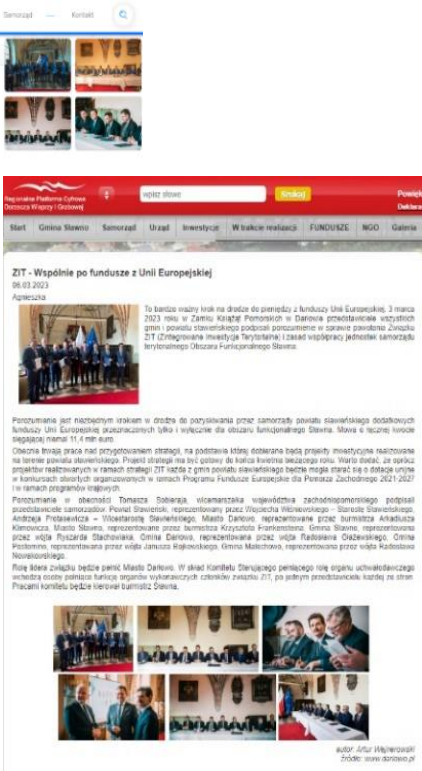 Samorząd
Kontakt
Regionalna Platforma Cyfrowa
Dorzecza Wieprzy i Grabowej
wpisz słowo
Szukaj
Powięk
Deklara
Start Gmina Sławno Samorząd Urząd Inwestycje W trakcie realizacji FUNDUSZE NGO Galeria
ZIT - Wspólnie po fundusze z Unii Europejskiej
06.03.2023
Agnieszka
To bardzo ważny krok na drodze do pieniędzy z funduszy Unii Europejskiej. 3 marca
2023 roku w Zamku Książąt Pomorskich w Darłowie przedstawiciele wszystkich
gmin i powiatu sławieńskiego podpisali porozumienie w sprawie powołania Związku
ZIT (Zintegrowane Inwestycje Terytorialne) i zasad współpracy jednostek samorządu
terytorialnego Obszaru Funkcjonalnego Sławna.
Porozumienie jest niezbędnym krokiem w drodze do pozyskiwania przez samorządy powiatu sławieńskiego dodatkowych
funduszy Unii Europejskiej przeznaczonych tylko i wyłącznie dla obszaru funkcjonalnego Sławna. Mowa o łącznej kwocie
sięgającej niemal 11,4 mln euro.
Obecnie trwają prace nad przygotowaniem strategii, na podstawie której dobierane będą projekty inwestycyjne realizowane
na terenie powiatu sławieńskiego. Projekt strategii ma być gotowy do końca kwietnia bieżącego roku. Warto dodać, że oprócz
projektów realizowanych w ramach strategii ZIT każda z gmin powiatu sławieńskiego będzie mogła starać się o dotacje unijne
w konkursach otwartych organizowanych w ramach Programu Fundusze Europejskie dla Pomorza Zachodniego 2021-2027
i w ramach programów krajowych.
Porozumienie w obecności Tomasza Sobieraja, wicemarszałka województwa zachodniopomorskiego podpisali
przedstawiciele samorządów: Powiat Sławieński, reprezentowany przez Wojciecha Wiśniowskiego – Starostę Sławieńskiego,
Andrzeja Protasewicza – Wicestarostę Sławieńskiego, Miasto Darłowo, reprezentowane przez burmistrza Arkadiusza
Klimowicza, Miasto Sławno, reprezentowane przez burmistrza Krzysztofa Frankensteina, Gmina Sławno, reprezentowana
przez wójta Ryszarda Stachowiaka, Gmina Darłowo, reprezentowana przez wójta Radosława Głażewskiego, Gmina
Postomino, reprezentowana przez wójta Janusza Bojkowskiego, Gmina Malechowo, reprezentowana przez wójta Radosława
Nowakowskiego.
Rolę lidera związku będzie pełnić Miasto Darłowo. W skład Komitetu Sterującego pełniącego rolę organu uchwałodawczego
wchodzą osoby pełniące funkcje organów wykonawczych członków związku ZIT, po jednym przedstawicielu każdej ze stron.
Pracami komitetu będzie kierował burmistrz Sławna.
autor: Artur Wejnerowski
źródło: www.darlowo.pl